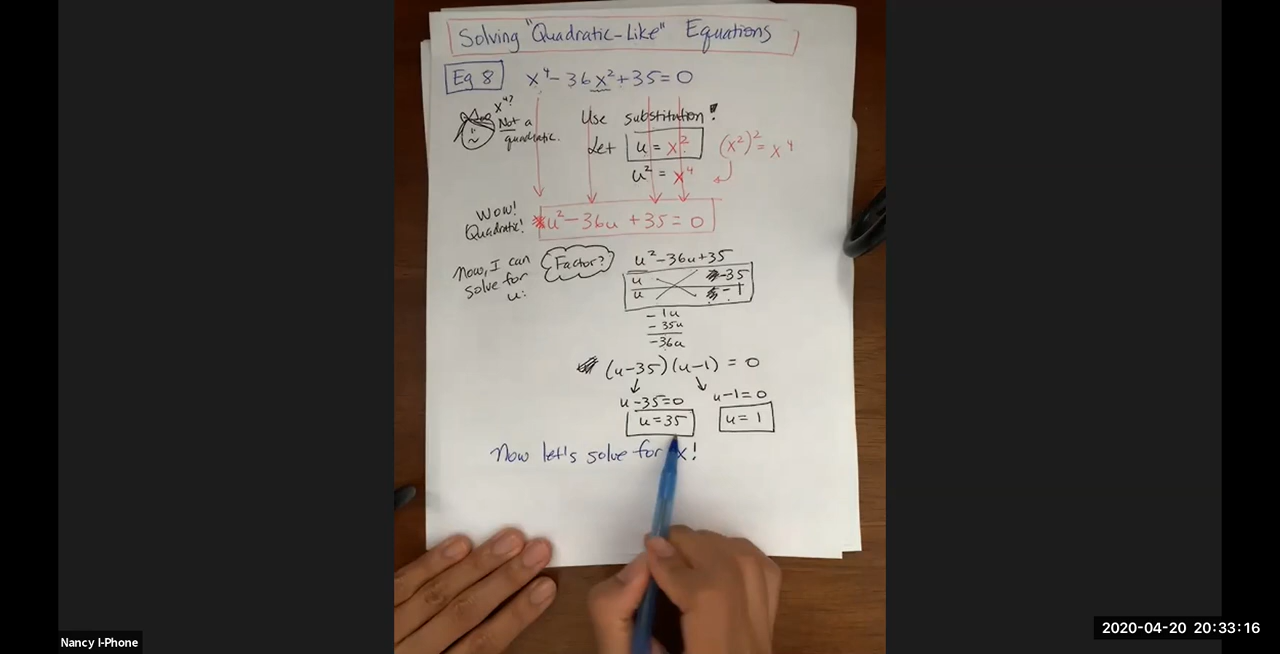 Solving "Quadratic-Like" Equations
Eq 8
x⁴ - 36x² + 35 = 0
x⁴?
Not a
quadratic.
Use substitution!
Let u = x²
(x²)² = x⁴
u² = x⁴
Wow!
Quadratic!
u² - 36u + 35 = 0
Now, I can
solve for
u:
Factor?
u² - 36u + 35
u -35
u -1
- 1u
- 35u
-36u
(u-35)(u-1) = 0
u-35=0
u-1=0
u=35
u=1
Now let's solve for x!
Nancy I-Phone
2020-04-20 20:33:16